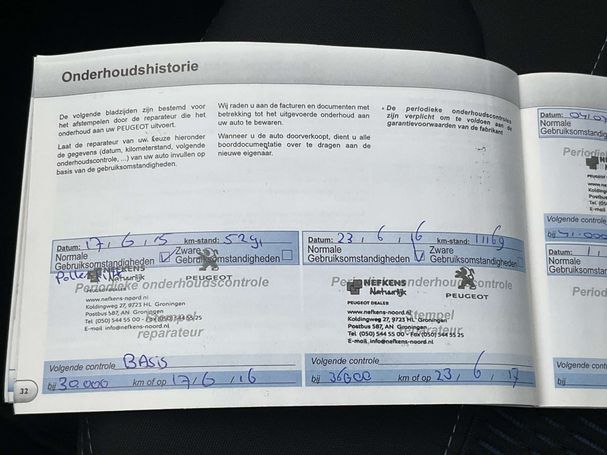 Onderhoudshistorie
De volgende bladzijden zijn bestemd voor
het afstempelen door de reparateur die het
onderhoud aan uw PEUGEOT uitvoert.
Laat de reparateur van uw keuze hieronder
de gegevens (datum, kilometerstand, volgende
onderhoudscontrole, ...) van uw auto invullen op
basis van de gebruiksomstandigheden.
Wij raden u aan de facturen en documenten met
betrekking tot het uitgevoerde onderhoud aan
uw auto te bewaren.
Wanneer u de auto doorverkoopt, dient u alle
boorddocumentatie over te dragen aan de
nieuwe eigenaar.
De periodieke onderhoudscontroles
zijn verplicht om te voldoen aan de
garantievoorwaarden van de fabrikant
Datum: 17, 6, 15 km-stand:
Normale
Gebruiksomstandigheden
Zware
Gebruiksomstandigheden
NEFKENS
Natuurlijk
PEUGEOT
Periodieke onderhoudscontrole
www.nefkens-noord.nl
Koldingweg 27, 9723 HL Groningen
Postbus 587, AN Groningen
Tel (050) 544 55 00
E-mail info@nefkens-noord.nl
reparateur
Volgende controle BASIS
bij 30.000 km of op 17, 6, 16
32
Datum: 23, 6, 16 km-stand:
Normale
Gebruiksomstandigheden
Zware
Gebruiksomstandigheden
Periodieke onderhoudscontrole
NEFKENS
Natuurlijk
PEUGEOT
PEUGEOT DEALER
www.nefkens-noord.nl
Koldingweg 27, 9723 HL Groningen
Postbus 587, AN Groningen
Tel (050) 544 55 00 - Fax (050) 544 55 25
E-mail. info@nefkens-noord.nl
Stempel
reparateur
Volgende controle
bij km of op 23, 6, 17
Datum:
Normale
Gebruiksomstandigheden
Volgende controle
bij
Datum:
Normale
Gebruiksomstandigheden
bij